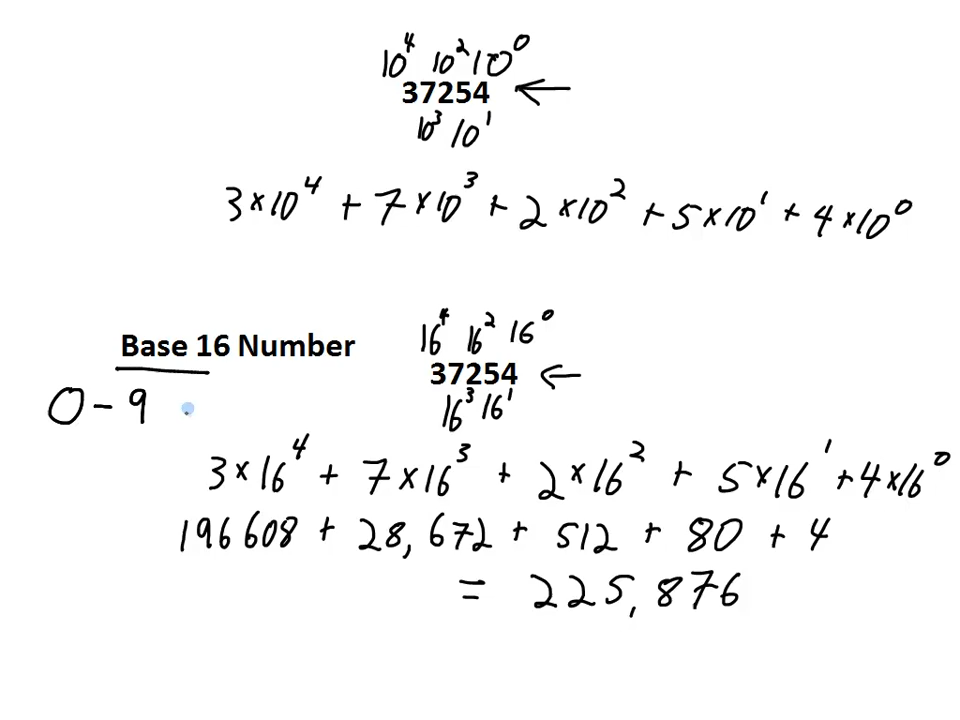 10⁴ 10² 10⁰
37254 ←
10³ 10¹
3×10⁴ + 7×10³ + 2×10² + 5×10¹ + 4×10⁰
16⁴ 16² 16⁰
Base 16 Number 37254 ←
0-9 16³ 16¹
3×16⁴ + 7×16³ + 2×16² + 5×16¹ + 4×16⁰
196608 + 28,672 + 512 + 80 + 4
= 225,876